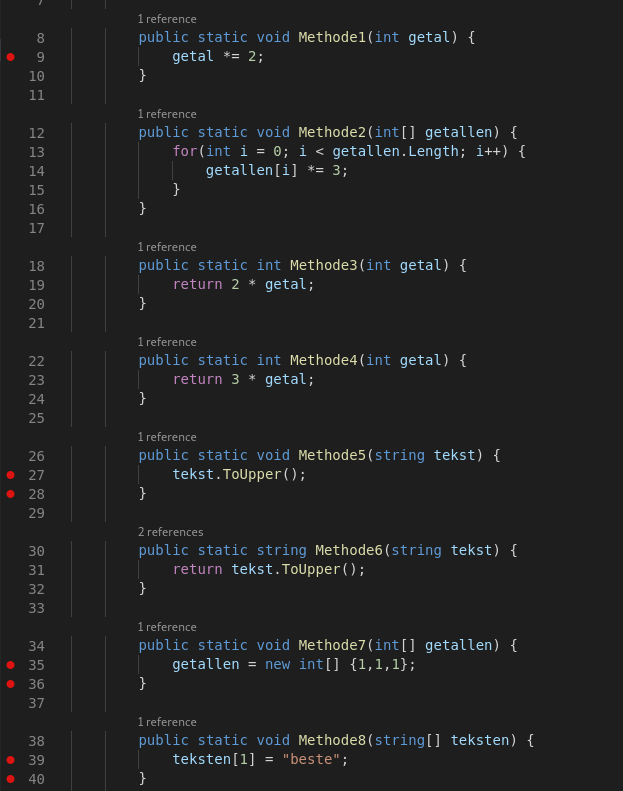 7
1 reference
8 public static void Methode1(int getal) {
9 getal *= 2;
10 }
11
1 reference
12 public static void Methode2(int[] getallen) {
13 for(int i = 0; i < getallen.Length; i++) {
14 getallen[i] *= 3;
15 }
16 }
17
1 reference
18 public static int Methode3(int getal) {
19 return 2 * getal;
20 }
21
1 reference
22 public static int Methode4(int getal) {
23 return 3 * getal;
24 }
25
1 reference
26 public static void Methode5(string tekst) {
27 tekst.ToUpper();
28 }
29
2 references
30 public static string Methode6(string tekst) {
31 return tekst.ToUpper();
32 }
33
1 reference
34 public static void Methode7(int[] getallen) {
35 getallen = new int[] {1,1,1};
36 }
37
1 reference
38 public static void Methode8(string[] teksten) {
39 teksten[1] = "beste";
40 }